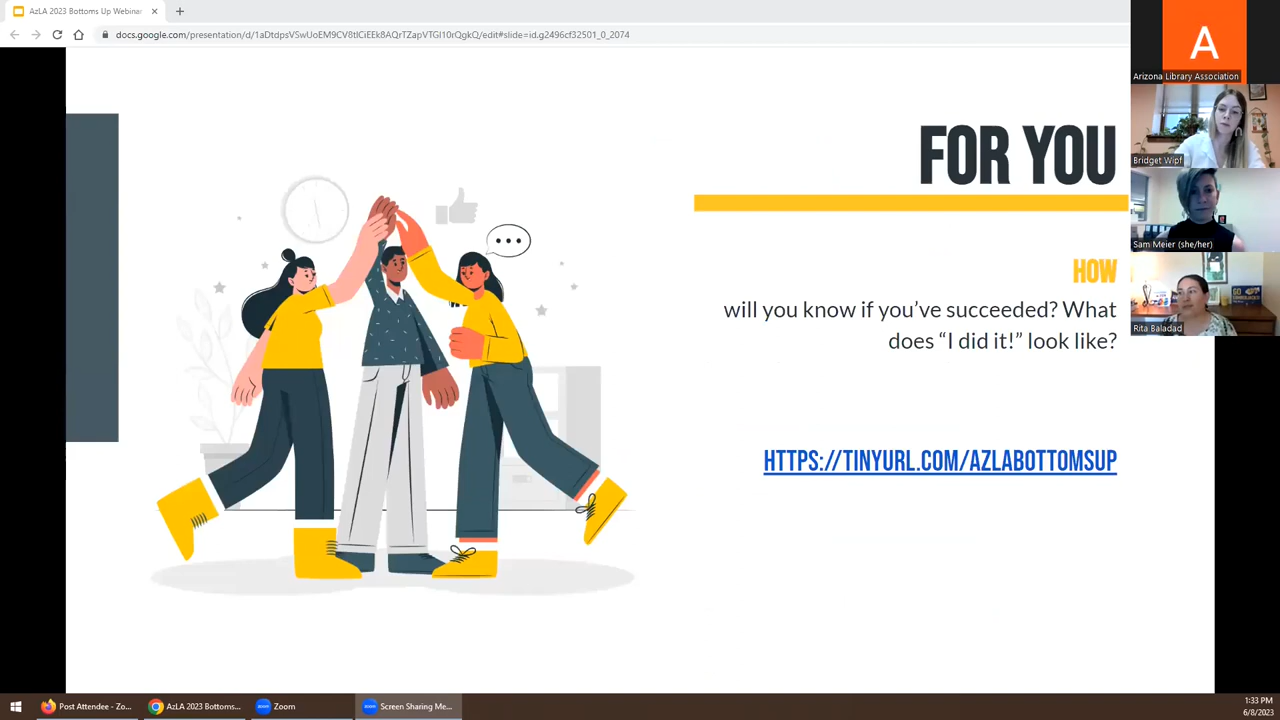 AzLA 2023 Bottoms Up Webinar
docs.google.com/presentation/d/1aDtdpsVSwUoEM9CV8tlCiEEk8AQrTZapVTGl10rQgkQ/edit#slide=id.g2496cf32501_0_2074
A
Arizona Library Association
Bridget Wipf
Sam Meier (she/her)
Rita Baladad
FOR YOU
HOW
will you know if you’ve succeeded? What
does “I did it!” look like?
HTTPS://TINYURL.COM/AZLABOTTOMSUP
Post Attendee - Zo...
AzLA 2023 Bottoms...
Zoom
Screen Sharing Me...
1:33 PM
6/8/2023